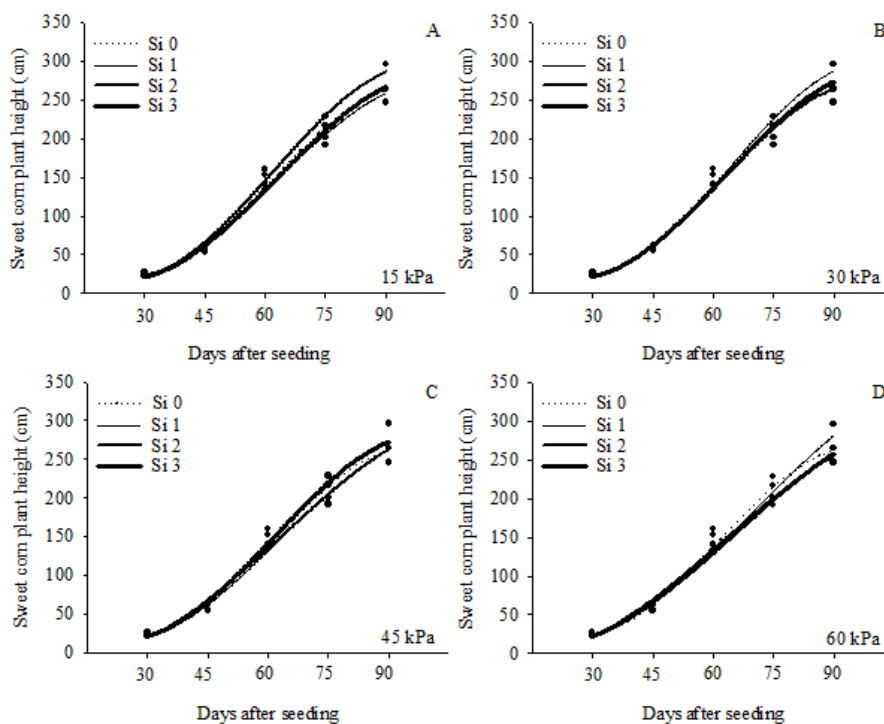 A
Si 0
Si 1
Si 2
Si 3
Sweet corn plant height (cm)
350
300
250
200
150
100
50
0
15 kPa
30 45 60 75 90
Days after seeding
B
Si 0
Si 1
Si 2
Si 3
Sweet corn plant height (cm)
350
300
250
200
150
100
50
0
30 kPa
30 45 60 75 90
Days after seeding
C
Si 0
Si 1
Si 2
Si 3
Sweet corn plant height (cm)
350
300
250
200
150
100
50
0
45 kPa
30 45 60 75 90
Days after seeding
D
Si 0
Si 1
Si 2
Si 3
Sweet corn plant height (cm)
350
300
250
200
150
100
50
0
60 kPa
30 45 60 75 90
Days after seeding